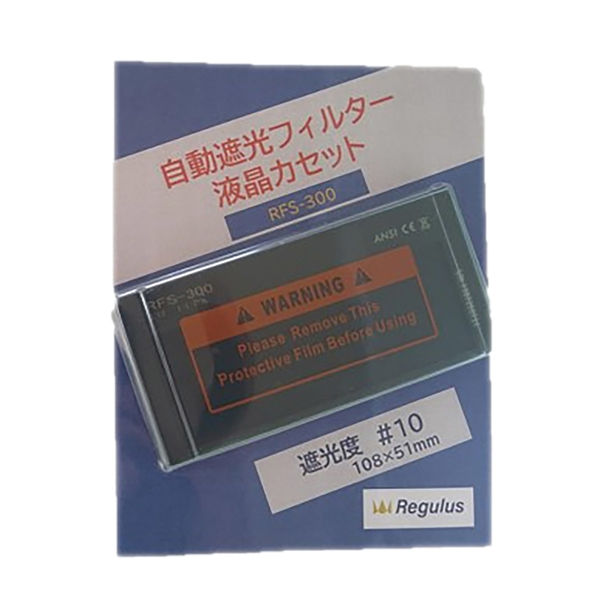 自動遮光フィルター
液晶カセット
RFS-300
ANSI CE
RFS-300
WARNING
Please Remove This
Protective Film Before Using
遮光度 #10
108×51mm
Regulus